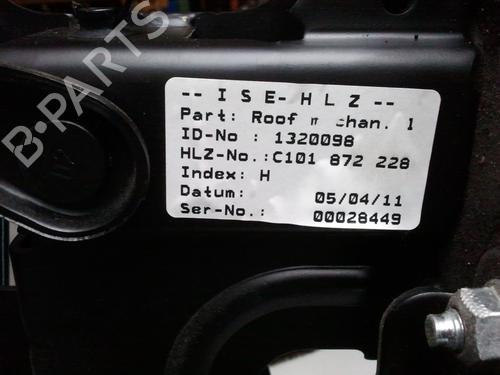 B-PARTS
-- I S E- H L Z --
Part: Roof m chan. l
ID-No : 1320098
HLZ-No.:C101 872 228
Index: H
Datum: 05/04/11
Ser-No.: 00028449